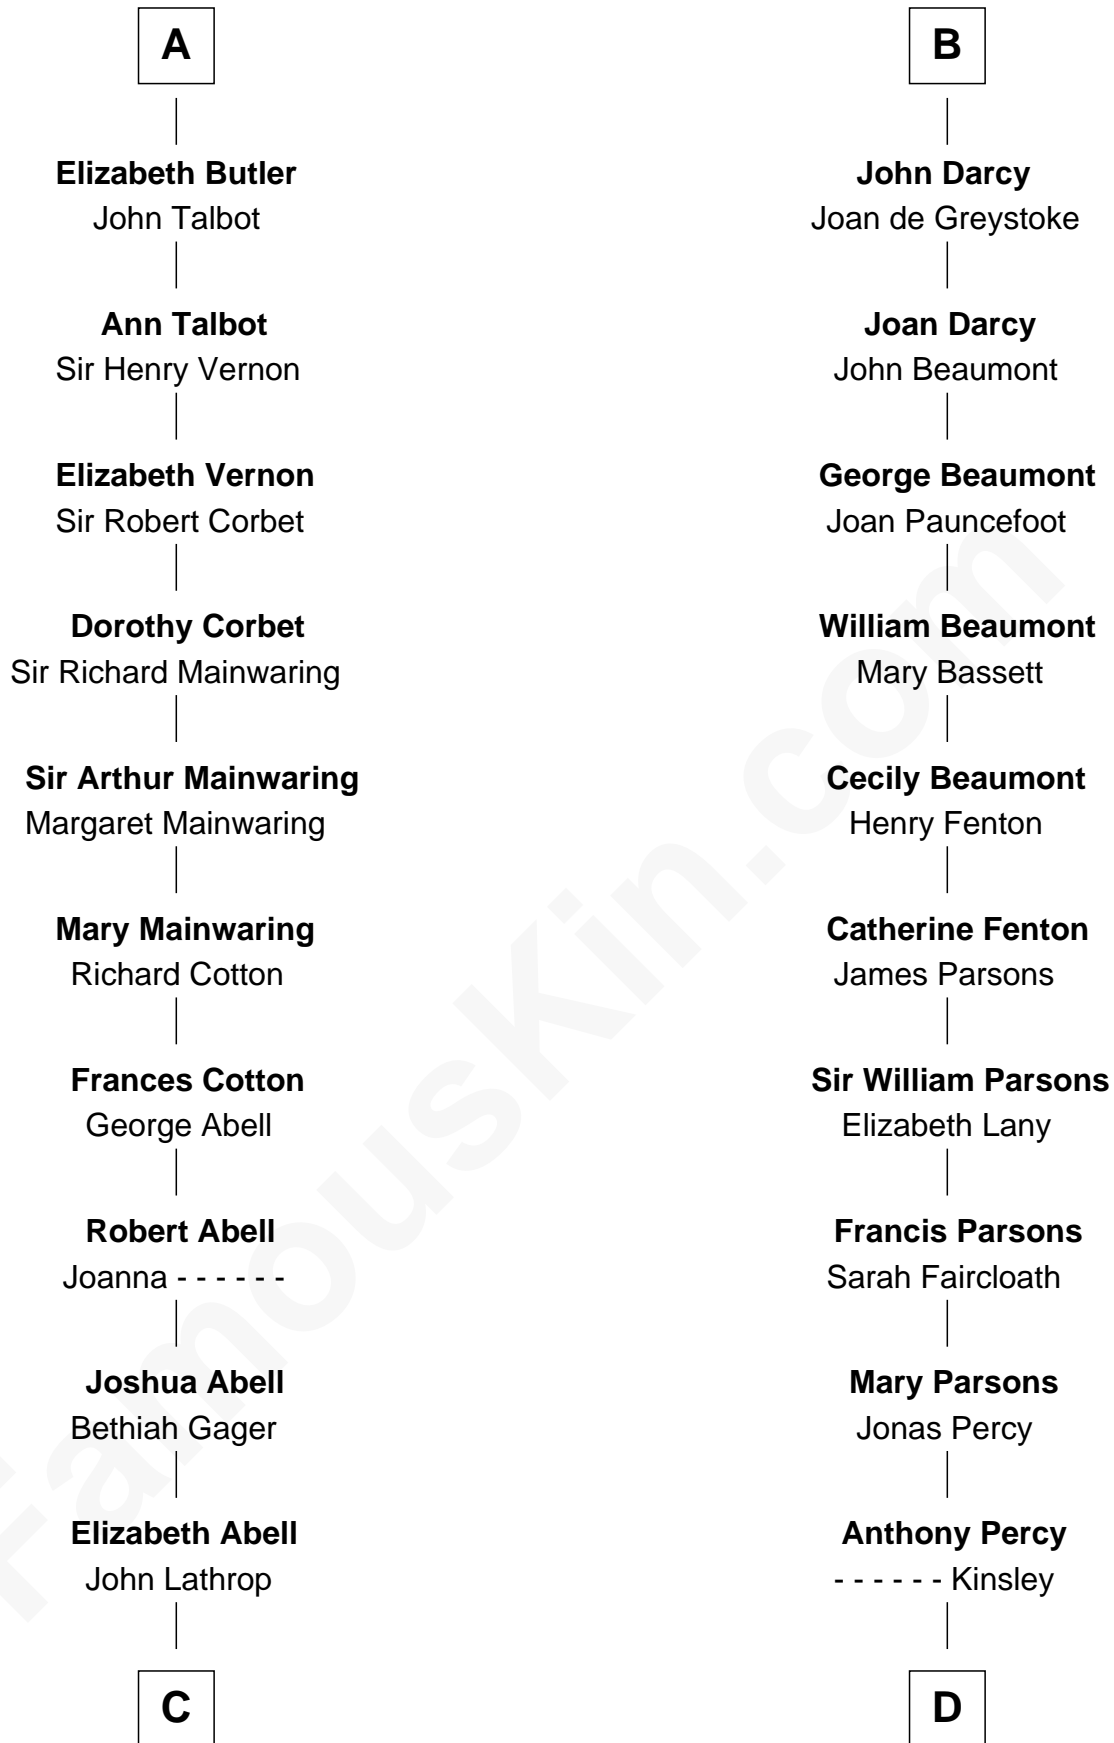 A
Elizabeth Butler
John Talbot
Ann Talbot
Sir Henry Vernon
Elizabeth Vernon
Sir Robert Corbet
Dorothy Corbet
Sir Richard Mainwaring
Sir Arthur Mainwaring
Margaret Mainwaring
Mary Mainwaring
Richard Cotton
Frances Cotton
George Abell
Robert Abell
Joanna - - - - - -
Joshua Abell
Bethiah Gager
Elizabeth Abell
John Lathrop
C
B
John Darcy
Joan de Greystoke
Joan Darcy
John Beaumont
George Beaumont
Joan Pauncefoot
William Beaumont
Mary Bassett
Cecily Beaumont
Henry Fenton
Catherine Fenton
James Parsons
Sir William Parsons
Elizabeth Lany
Francis Parsons
Sarah Faircloath
Mary Parsons
Jonas Percy
Anthony Percy
- - - - - - Kinsley
D
FamousKin.com